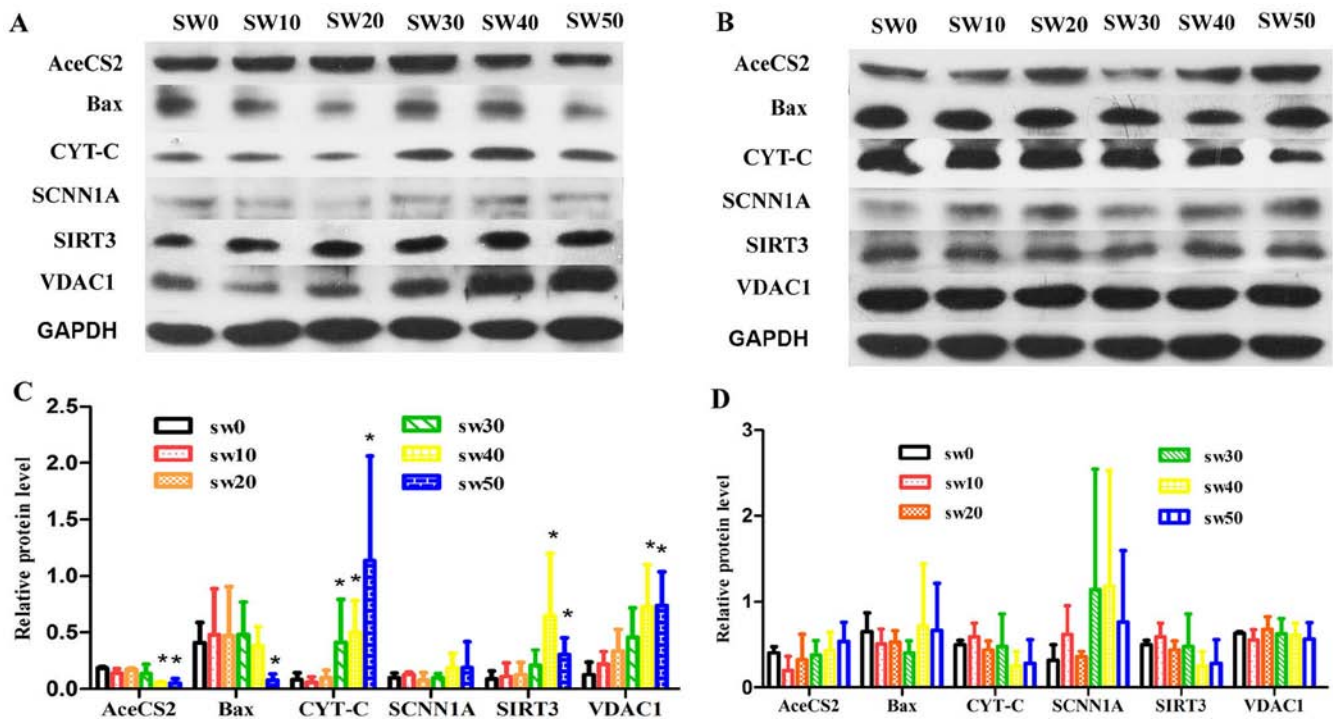 A
SW0 SW10 SW20 SW30 SW40 SW50
AceCS2
Bax
CYT-C
SCNN1A
SIRT3
VDAC1
GAPDH
B
SW0 SW10 SW20 SW30 SW40 SW50
AceCS2
Bax
CYT-C
SCNN1A
SIRT3
VDAC1
GAPDH
C
Relative protein level
2.5
2.0
1.5
1.0
0.5
0.0
sw0
sw10
sw20
sw30
sw40
sw50
* * * * * * * * * *
AceCS2 Bax CYT-C SCNN1A SIRT3 VDAC1
D
Relative protein level
3
2
1
0
sw0
sw10
sw20
sw30
sw40
sw50
AceCS2 Bax CYT-C SCNN1A SIRT3 VDAC1